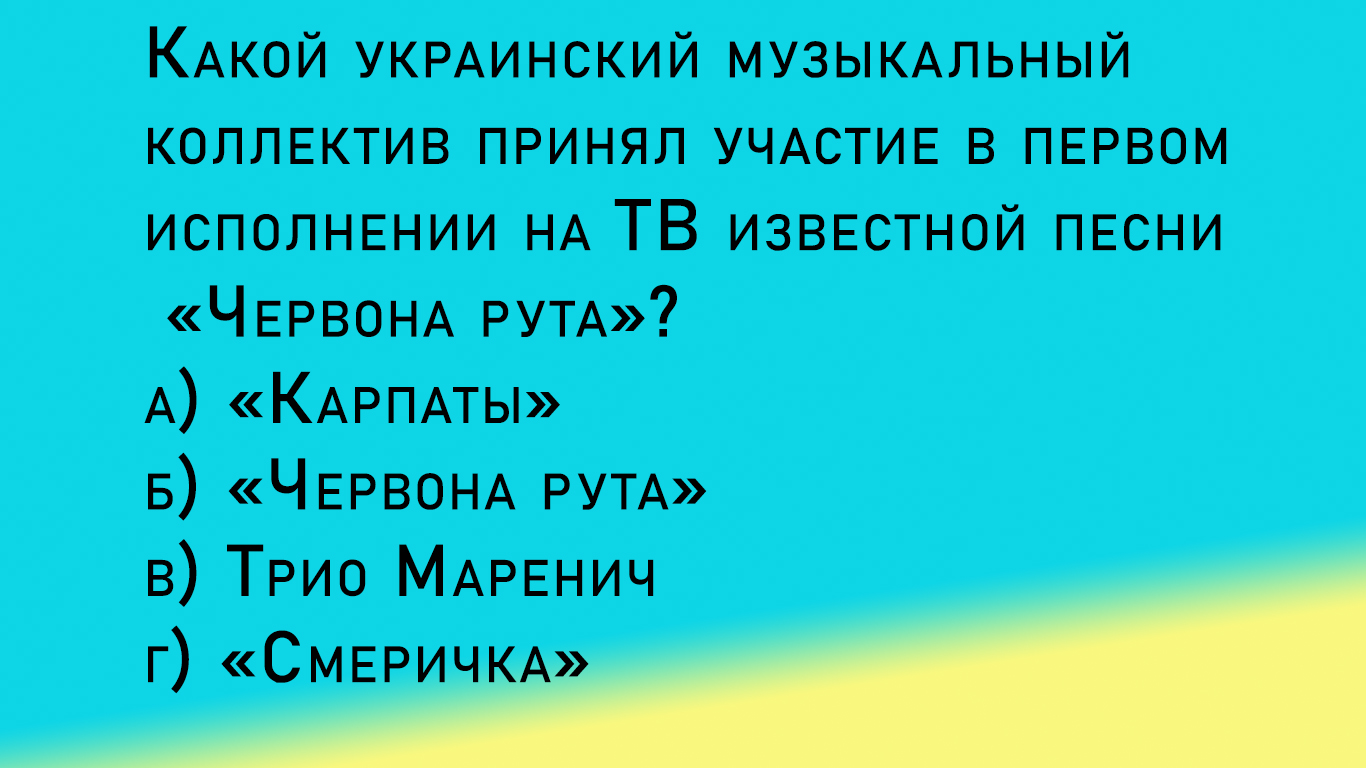 Какой украинский музыкальный
коллектив принял участие в первом
исполнении на ТВ известной песни
«Червона рута»?
а) «Карпаты»
б) «Червона рута»
в) Трио Маренич
г) «Смеричка»